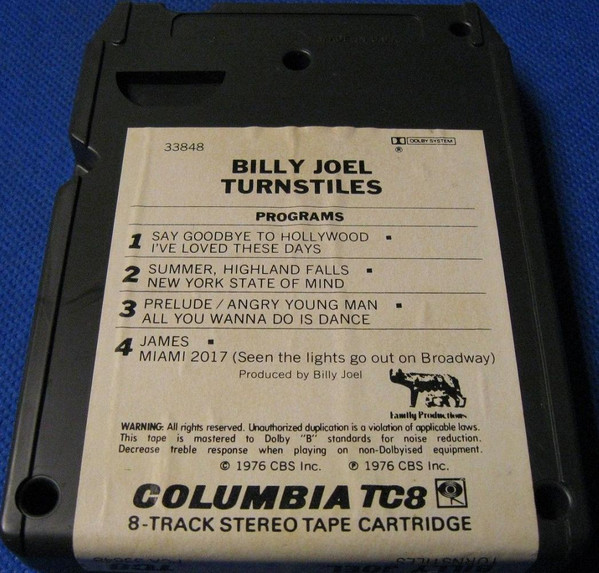 33848
DOLBY SYSTEM
®
BILLY JOEL
TURNSTILES
PROGRAMS
1 SAY GOODBYE TO HOLLYWOOD ▪
I'VE LOVED THESE DAYS
2 SUMMER, HIGHLAND FALLS ▪
NEW YORK STATE OF MIND
3 PRELUDE / ANGRY YOUNG MAN ▪
ALL YOU WANNA DO IS DANCE
4 JAMES ▪
MIAMI 2017 (Seen the lights go out on Broadway)
Produced by Billy Joel
Family Productions
WARNING: All rights reserved. Unauthorized duplication is a violation of applicable laws.
This tape is mastered to Dolby "B" standards for noise reduction.
Decrease treble response when playing on non-Dolbyised equipment.
© 1976 CBS Inc. ℗ 1976 CBS Inc.
COLUMBIA TC8
8-TRACK STEREO TAPE CARTRIDGE
TURNSTILES
BILLY JOEL
TC8